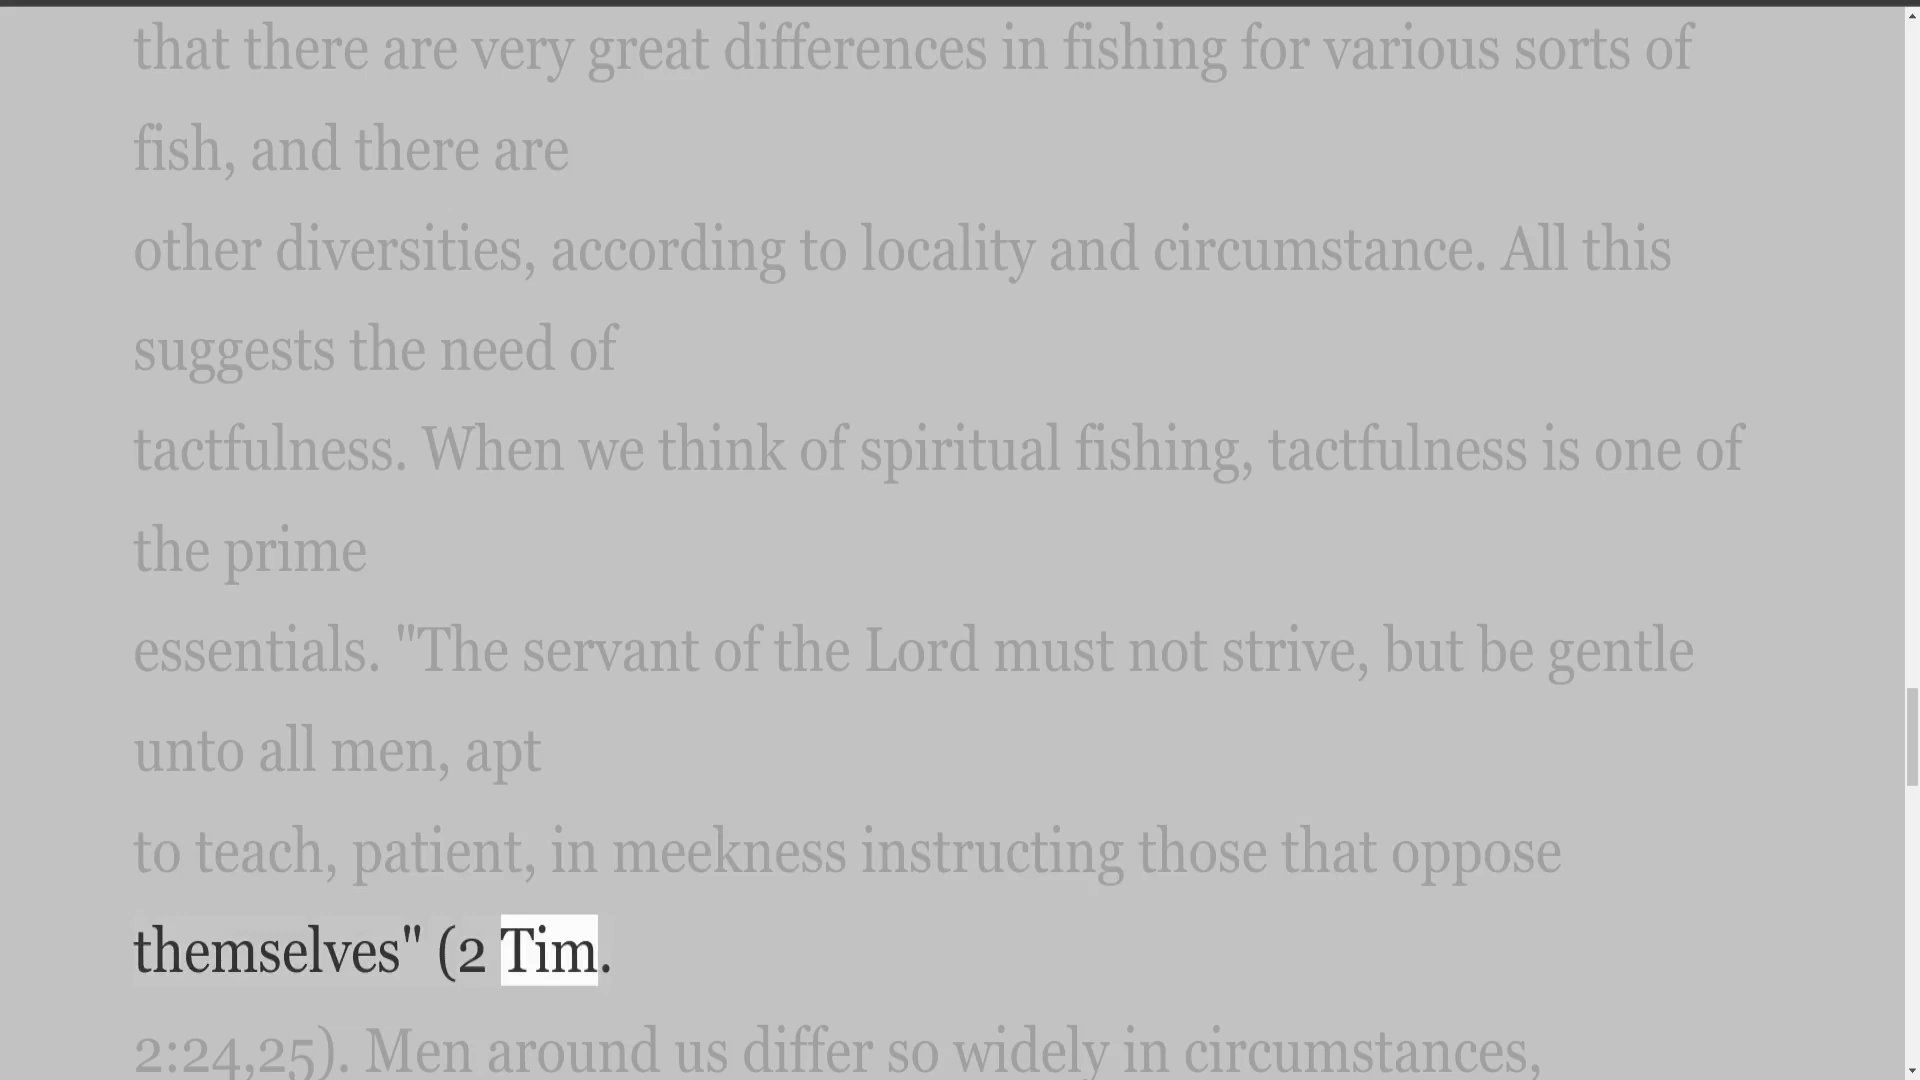 that there are very great differences in fishing for various sorts of
fish, and there are
other diversities, according to locality and circumstance. All this
suggests the need of
tactfulness. When we think of spiritual fishing, tactfulness is one of
the prime
essentials. "The servant of the Lord must not strive, but be gentle
unto all men, apt
to teach, patient, in meekness instructing those that oppose
themselves" (2 Tim.
2:24,25). Men around us differ so widely in circumstances,